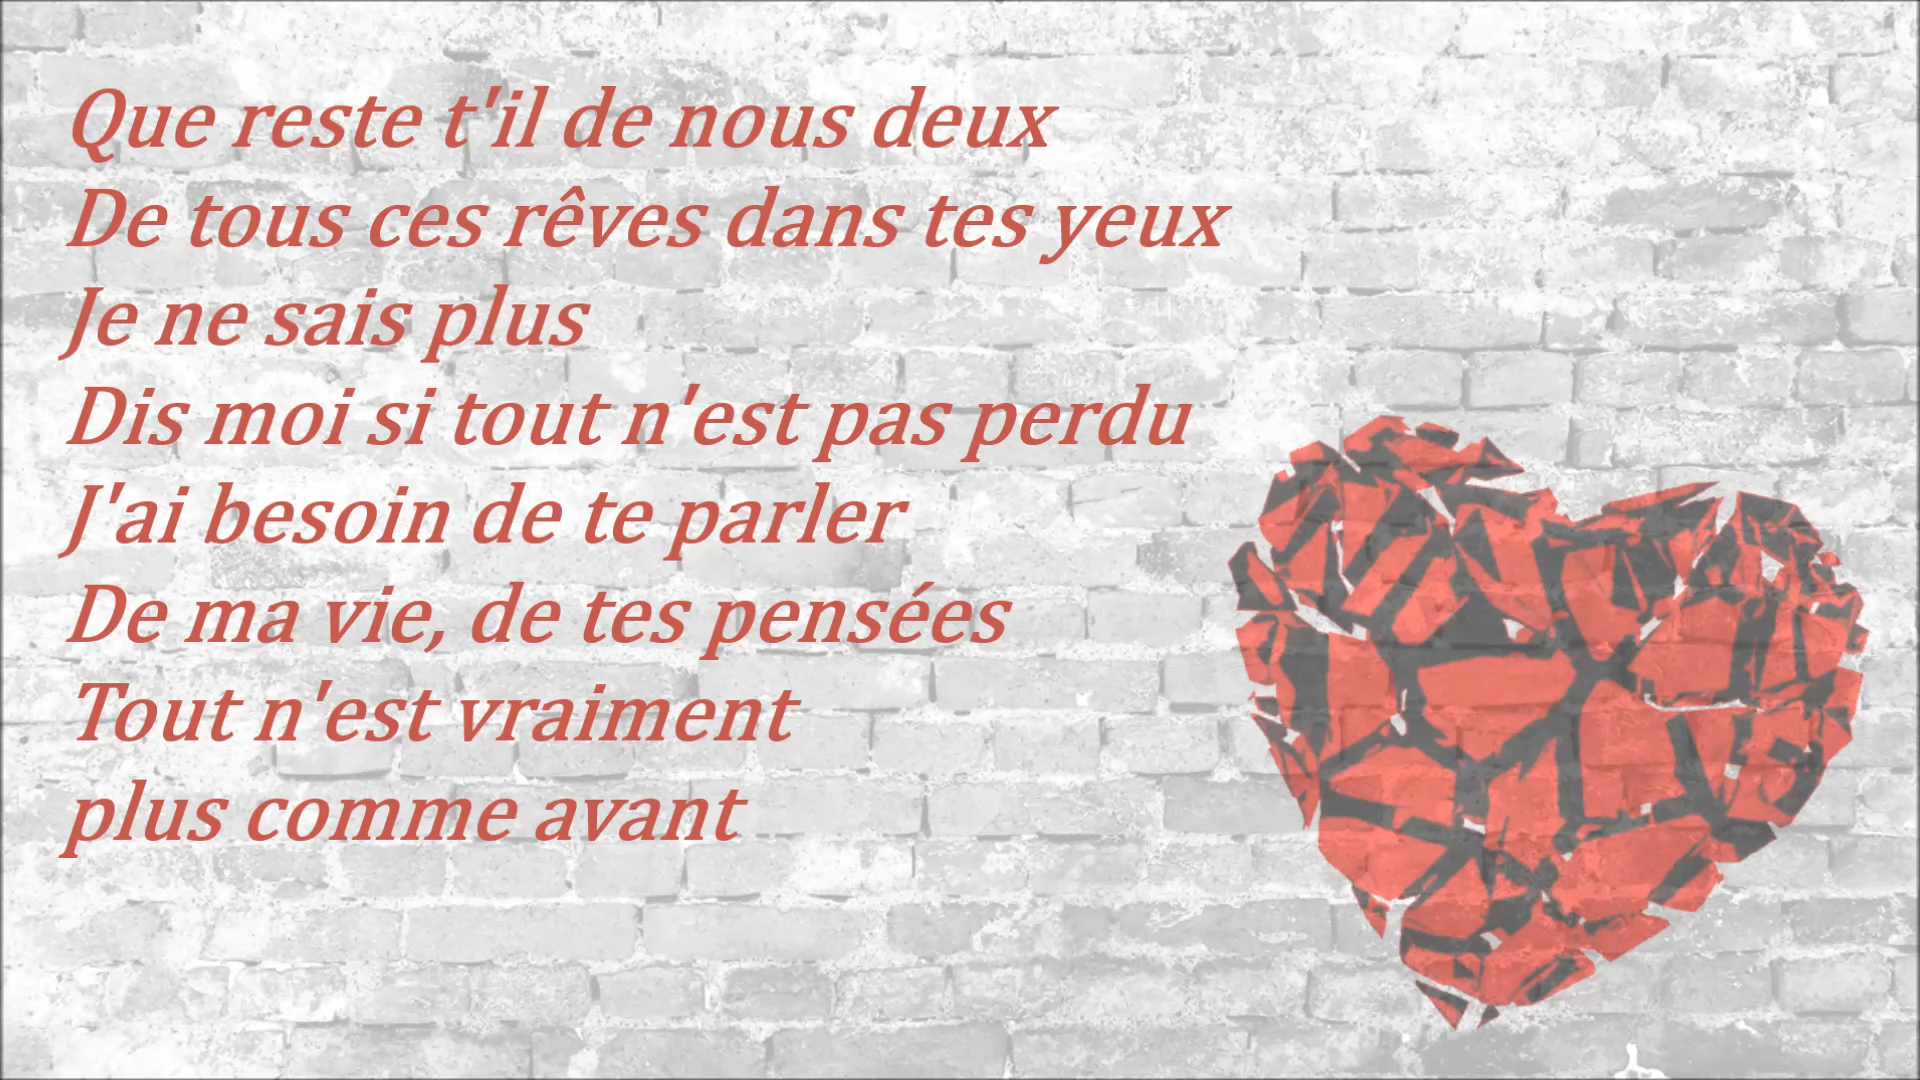 Que reste t'il de nous deux
De tous ces rêves dans tes yeux
Je ne sais plus
Dis moi si tout n'est pas perdu
J'ai besoin de te parler
De ma vie, de tes pensées
Tout n'est vraiment
plus comme avant